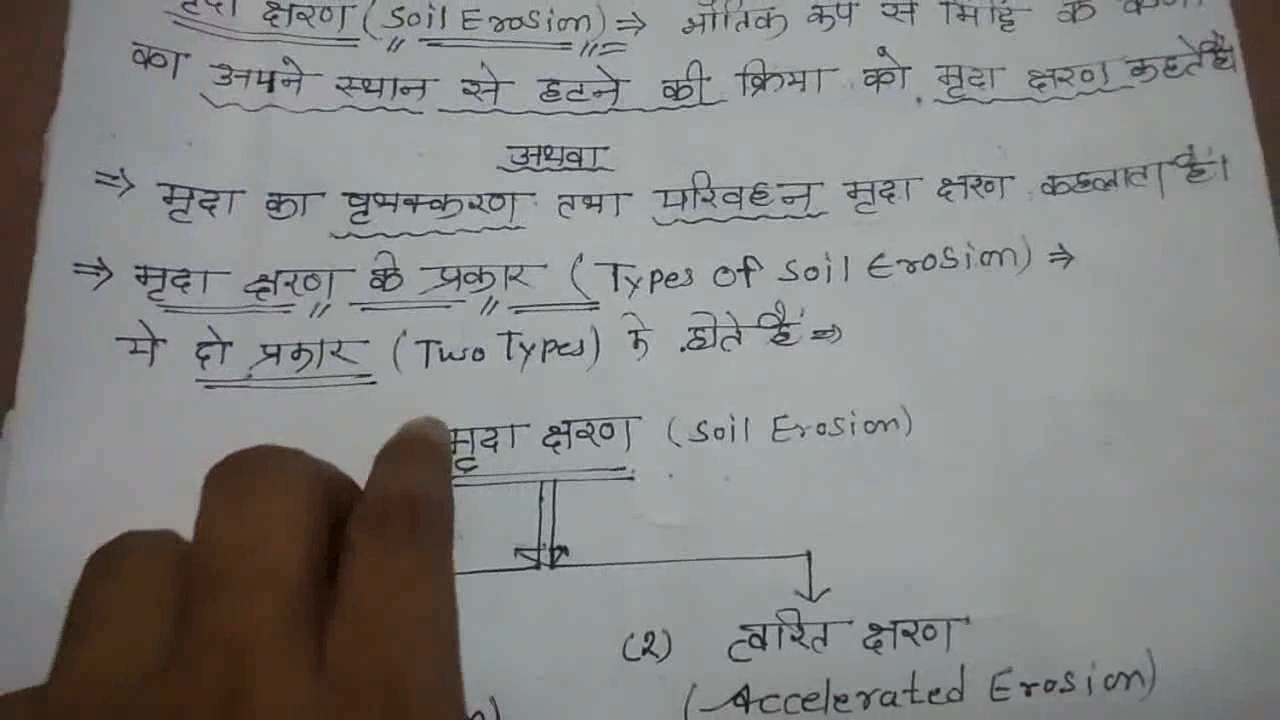 मृदा क्षरण (Soil Erosion) ⇒ भौतिक रूप से मिट्टि के
का अपने स्थान से हटने की क्रिया को मृदा क्षरण कहते है
अथवा
⇒ मृदा का पृथक्करण तथा परिवहन मृदा क्षरण कहलाता है।
⇒ मृदा क्षरण के प्रकार (Types of Soil Erosion) ⇒
ये दो प्रकार (Two Types) के होते हैं ⇒
मृदा क्षरण (Soil Erosion)
(2) त्वरित क्षरण
(Accelerated Erosion)